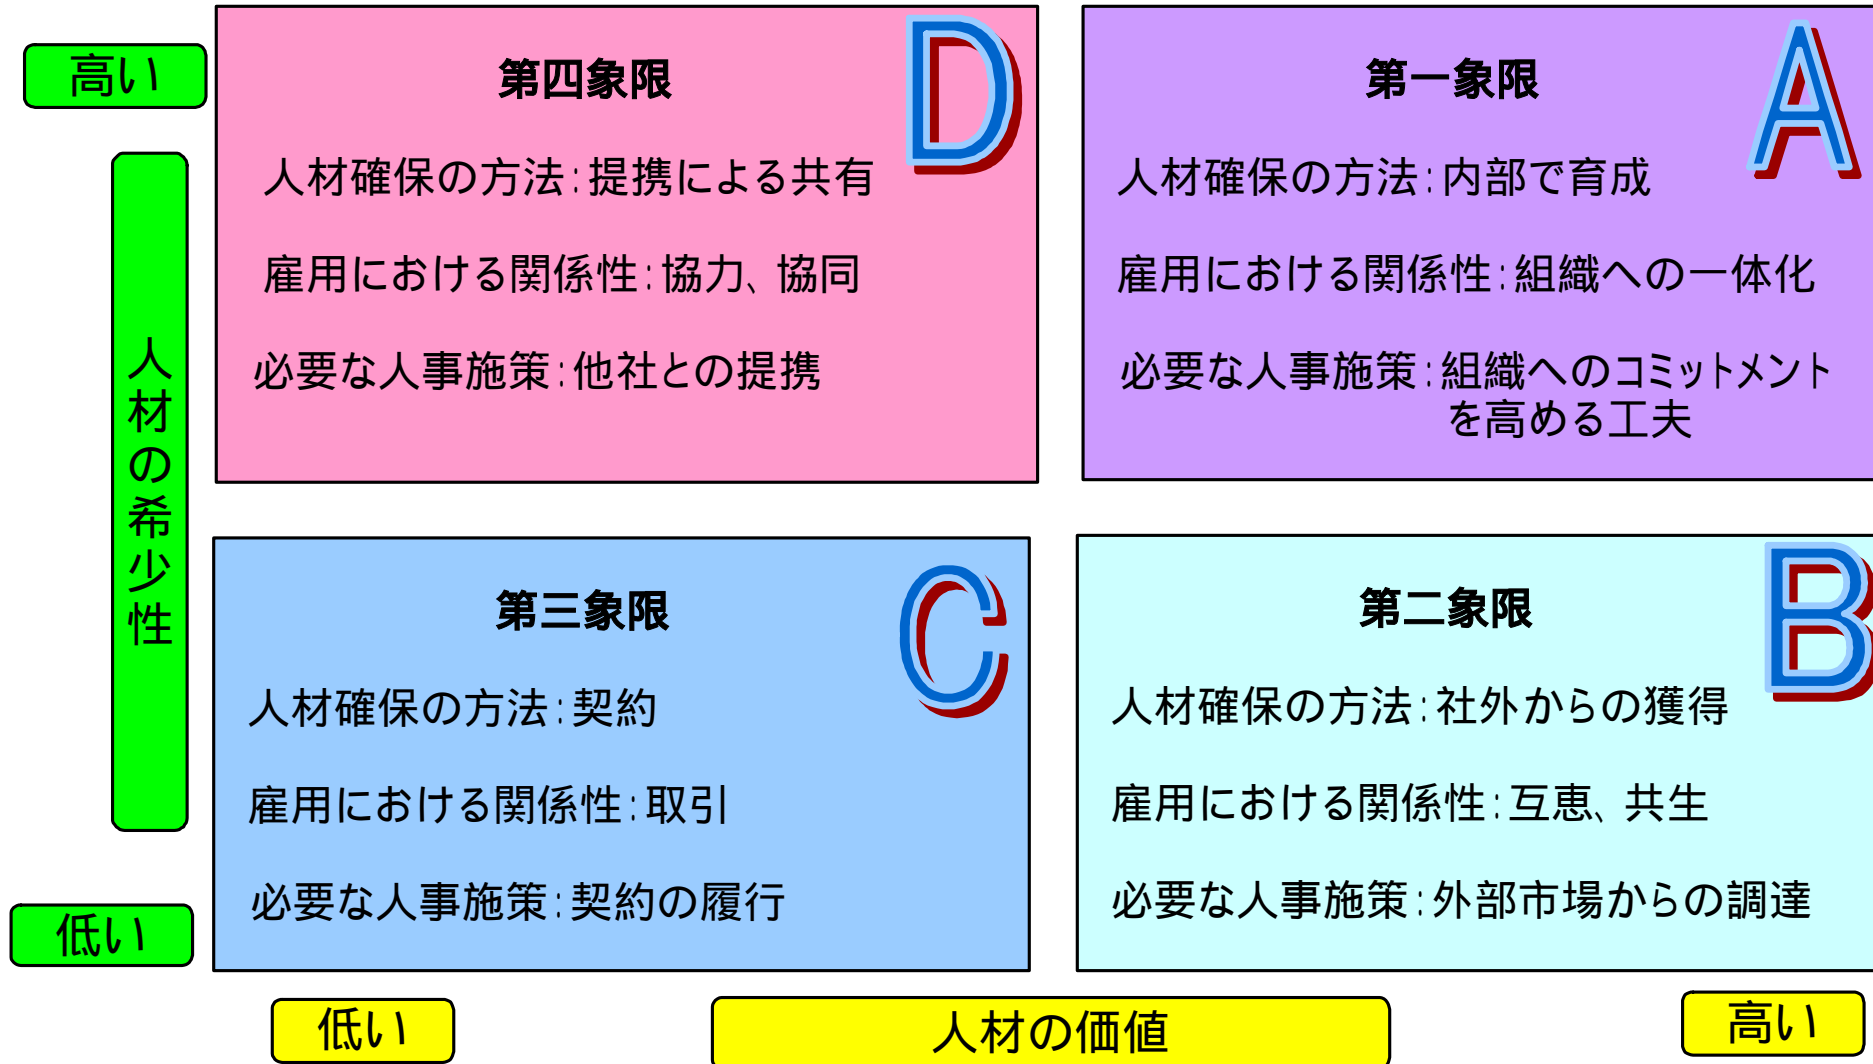 高い
人材の希少性
低い
第四象限
D
人材確保の方法:提携による共有
雇用における関係性:協力、協同
必要な人事施策:他社との提携
第一象限
A
人材確保の方法:内部で育成
雇用における関係性:組織への一体化
必要な人事施策:組織へのコミットメント
を高める工夫
第三象限
C
人材確保の方法:契約
雇用における関係性:取引
必要な人事施策:契約の履行
第二象限
B
人材確保の方法:社外からの獲得
雇用における関係性:互恵、共生
必要な人事施策:外部市場からの調達
低い
人材の価値
高い